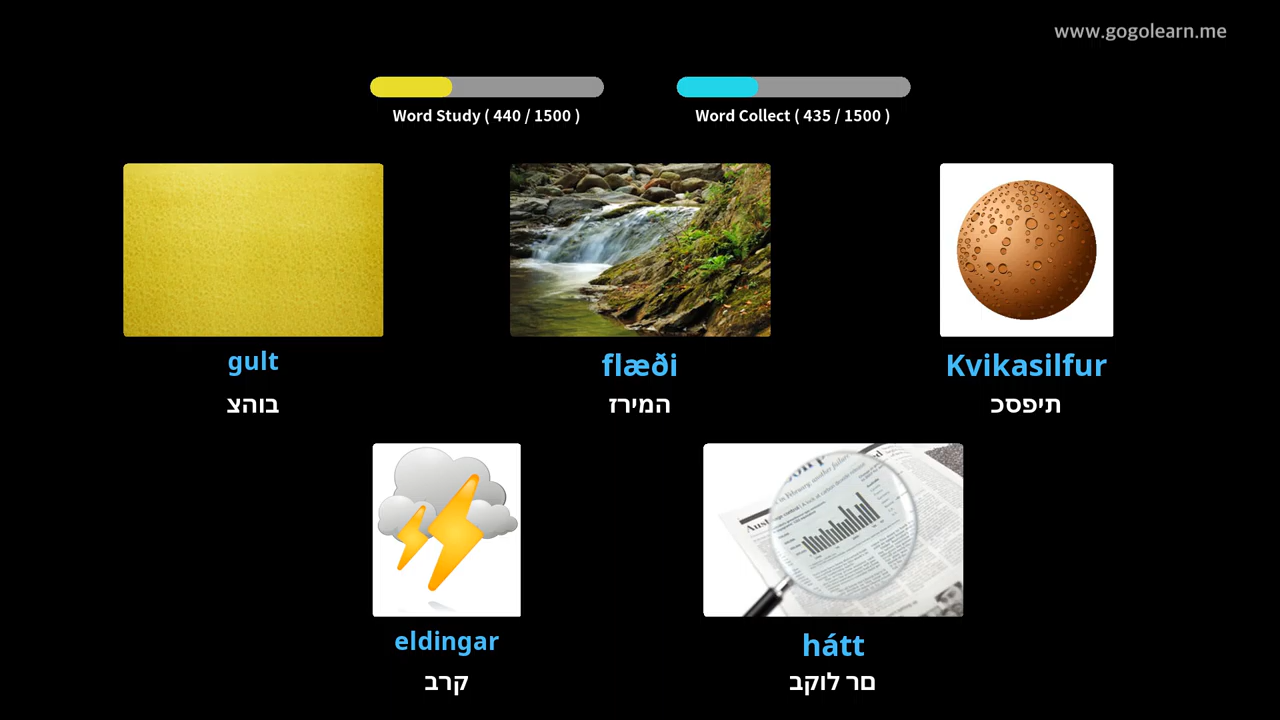 www.gogolearn.me
Word Study ( 440 / 1500 )
Word Collect ( 435 / 1500 )
gult
בוהצ
flæði
המירז
Kvikasilfur
תיפסכ
eldingar
קרב
hátt
םר לוקב